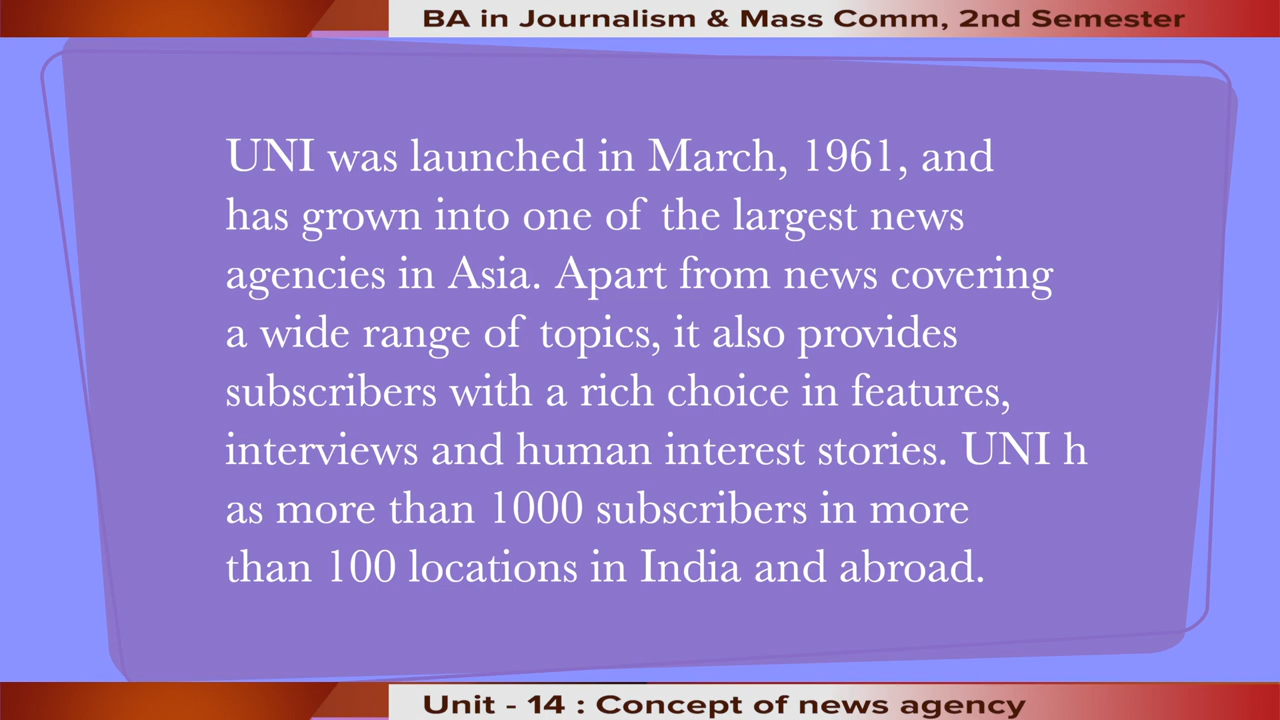 BA in Journalism & Mass Comm, 2nd Semester
UNI was launched in March, 1961, and
has grown into one of the largest news
agencies in Asia. Apart from news covering
a wide range of topics, it also provides
subscribers with a rich choice in features,
interviews and human interest stories. UNI h
as more than 1000 subscribers in more
than 100 locations in India and abroad.
Unit - 14 : Concept of news agency